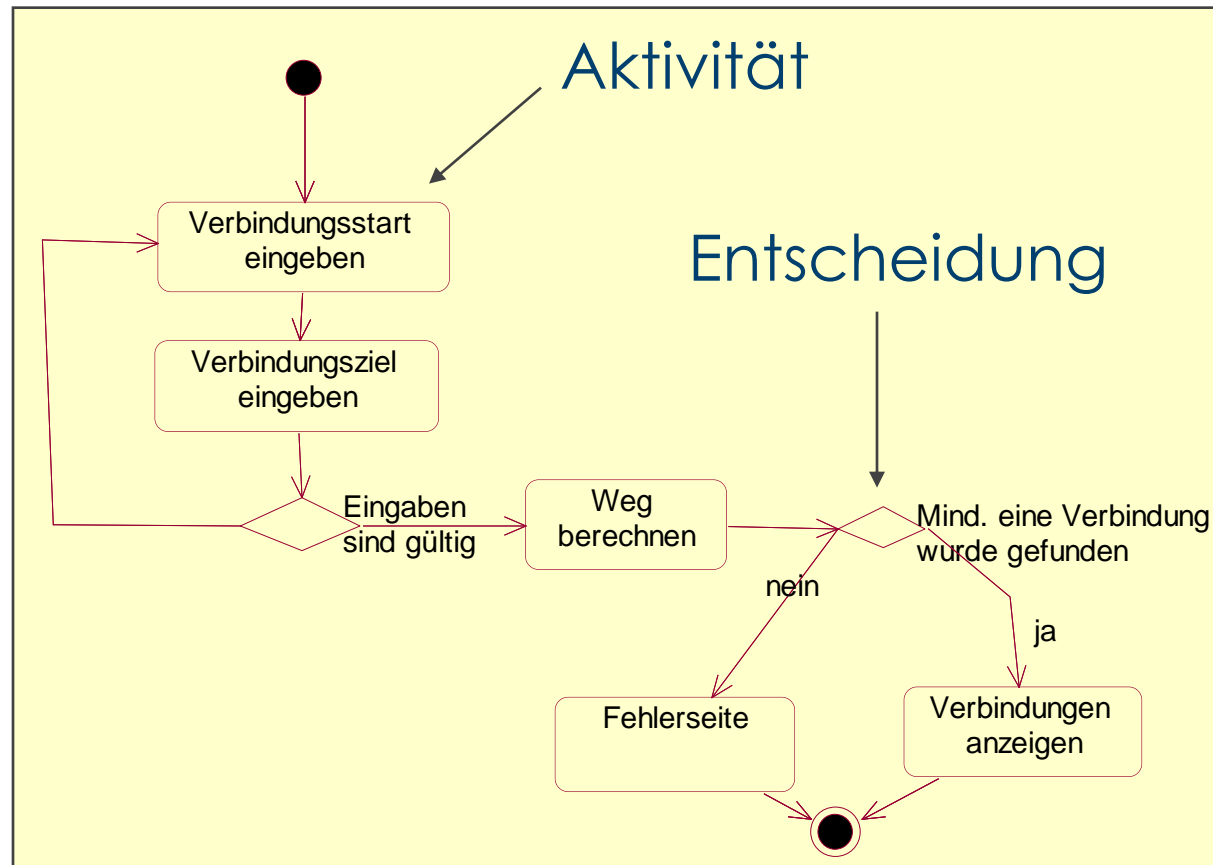 Aktivität
Verbindungsstart
eingeben
Entscheidung
Verbindungsziel
eingeben
Eingaben
sind gültig
Weg
berechnen
Mind. eine Verbindung
wurde gefunden
nein
ja
Fehlerseite
Verbindungen
anzeigen